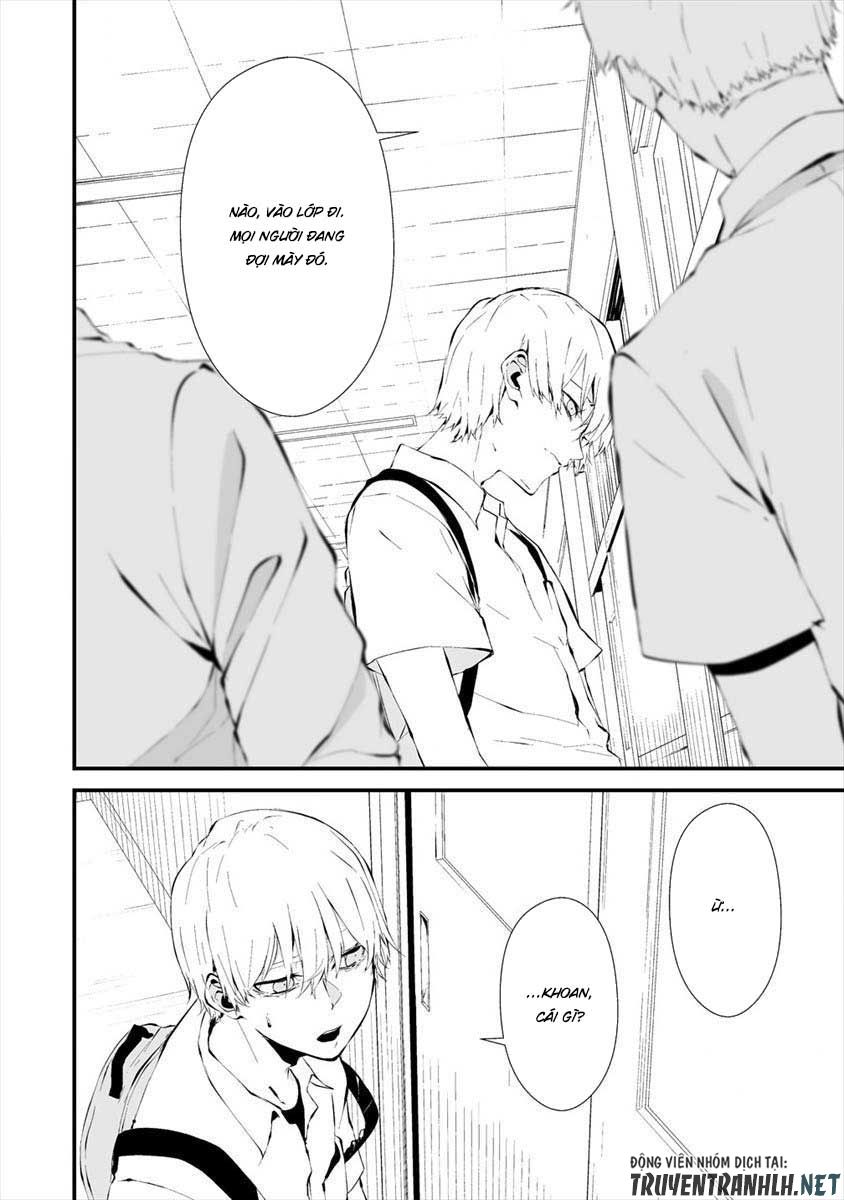 NÀO, VÀO LỚP ĐI.
MỌI NGƯỜI ĐANG
ĐỢI MÀY ĐÓ.
Ừ...
...KHOAN,
CÁI GÌ?
ĐỘNG VIÊN NHÓM DỊCH TẠI:
TRUYENTRANHLH.NET